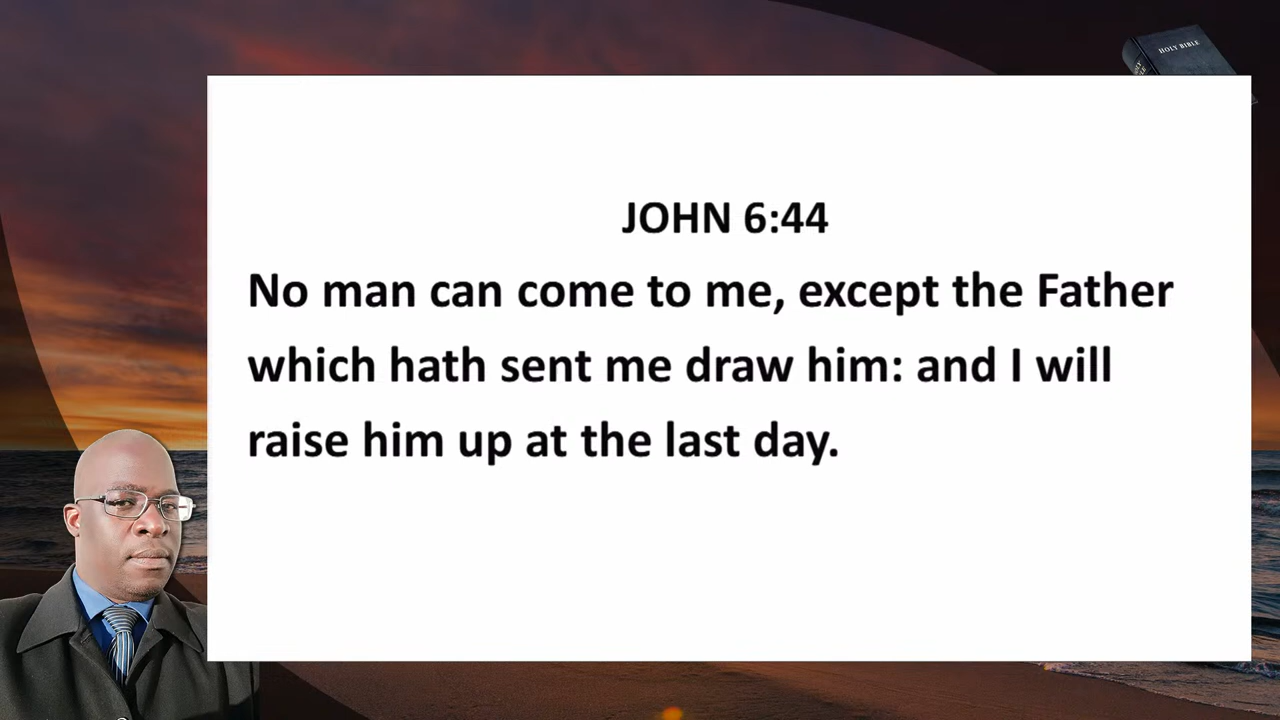 HOLY BIBLE
JOHN 6:44
No man can come to me, except the Father
which hath sent me draw him: and I will
raise him up at the last day.